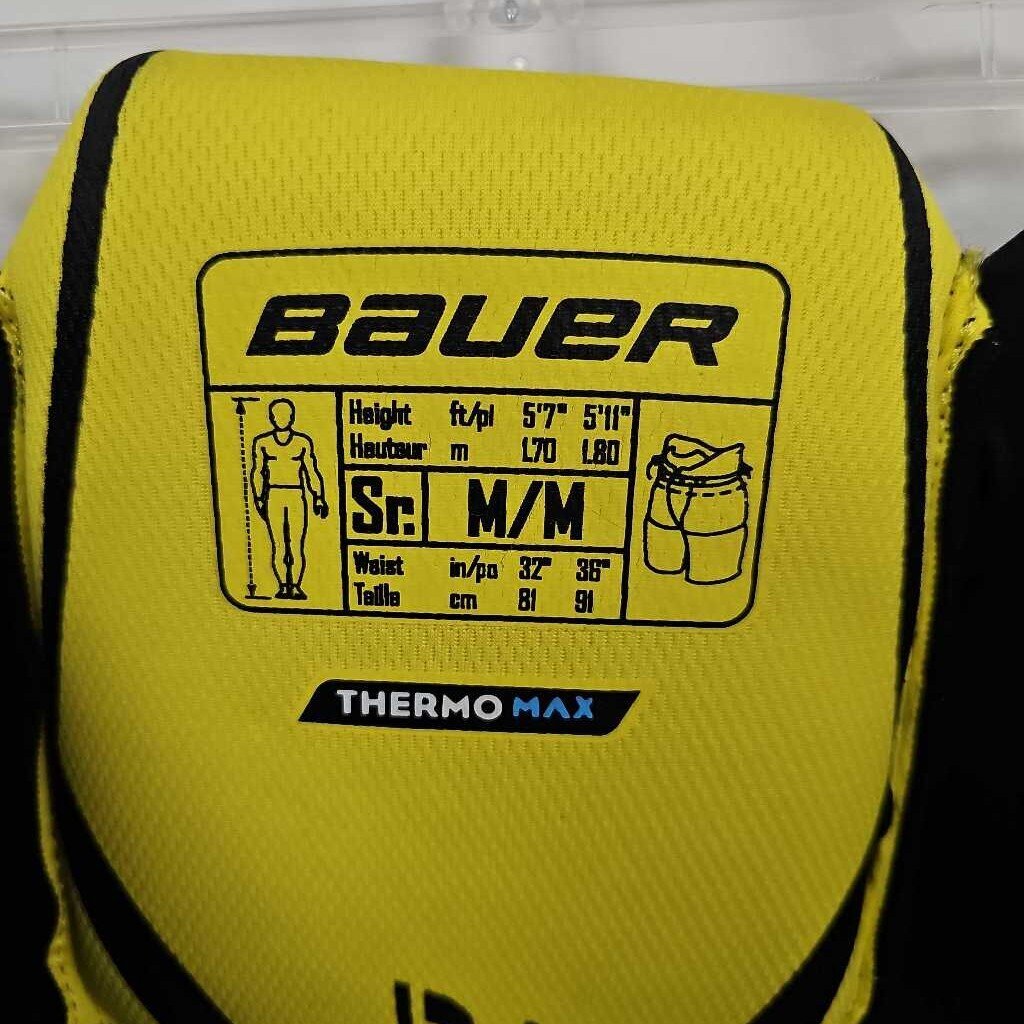 BAUER
Height ft/pi 5'7" 5'11"
Hauteur m 1.70 1.80
Sr. M/M
Waist in/po 32" 36"
Taille cm 81 91
THERMO MAX